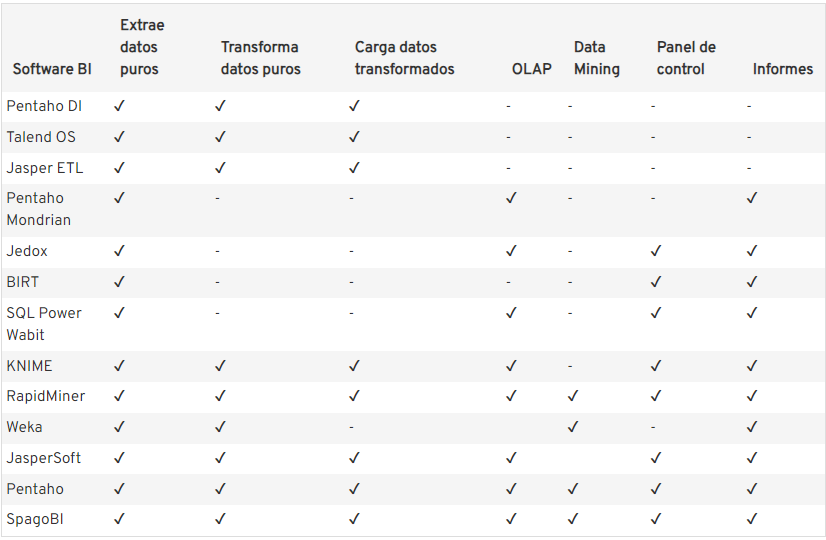 Software BI Extrae datos puros Transforma datos puros Carga datos transformados OLAP Data Mining Panel de control Informes
Pentaho DI ✓ ✓ ✓ - - - -
Talend OS ✓ ✓ ✓ - - - -
Jasper ETL ✓ ✓ ✓ - - - -
Pentaho Mondrian ✓ - - ✓ - - ✓
Jedox ✓ - - ✓ - ✓ ✓
BIRT ✓ - - - - ✓ ✓
SQL Power Wabit ✓ - - ✓ - ✓ ✓
KNIME ✓ ✓ ✓ ✓ - ✓ ✓
RapidMiner ✓ ✓ ✓ ✓ ✓ ✓ ✓
Weka ✓ ✓ - ✓ - ✓
JasperSoft ✓ ✓ ✓ ✓ ✓ ✓
Pentaho ✓ ✓ ✓ ✓ ✓ ✓ ✓
SpagoBI ✓ ✓ ✓ ✓ ✓ ✓ ✓